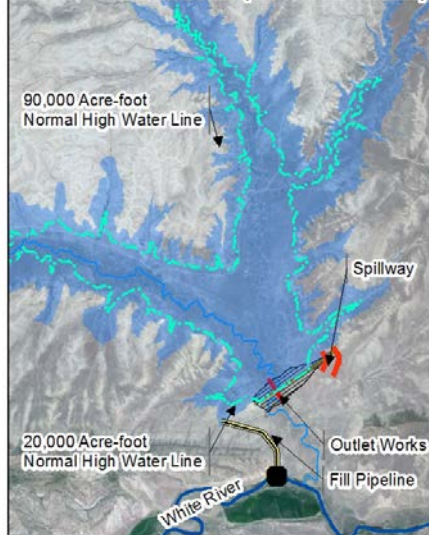 90,000 Acre-foot
Normal High Water Line
Spillway
20,000 Acre-foot
Normal High Water Line
Outlet Works
Fill Pipeline
White River